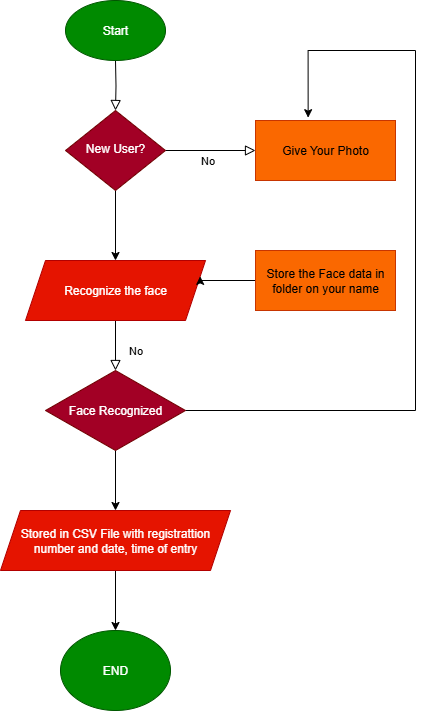 Start
New User?
No
Give Your Photo
Recognize the face
Store the Face data in
folder on your name
No
Face Recognized
Stored in CSV File with registrattion
number and date, time of entry
END